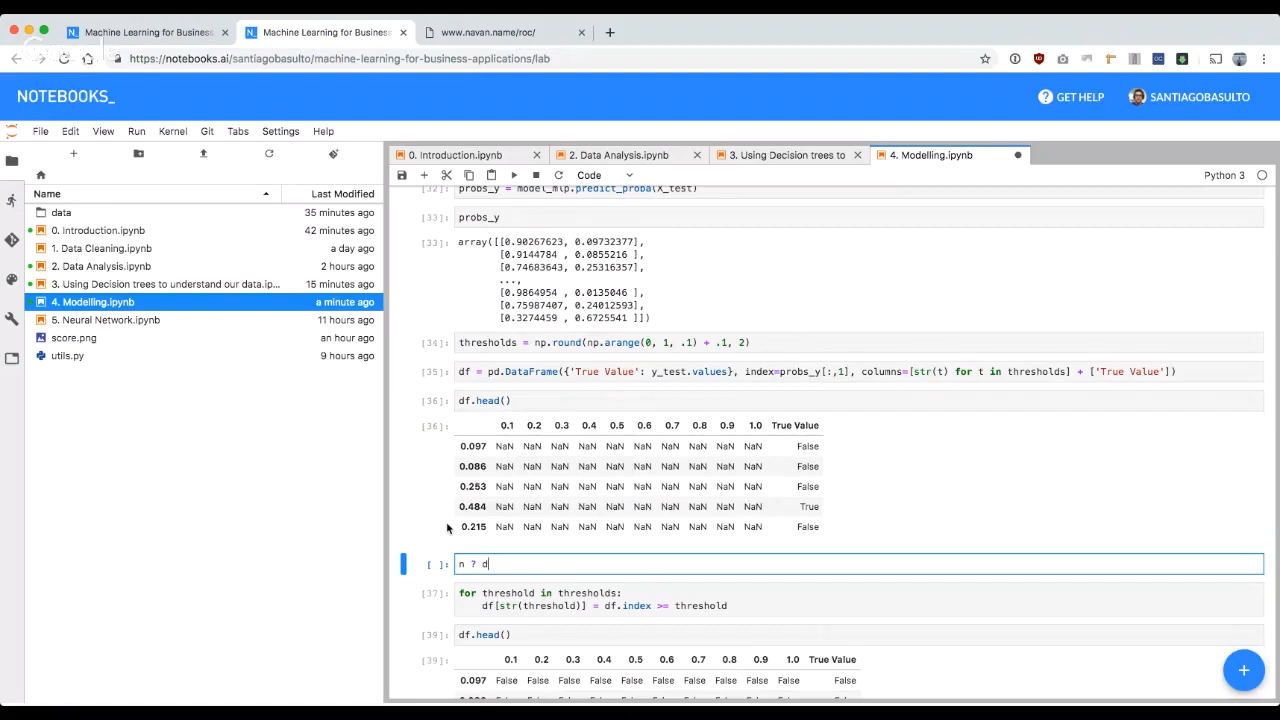 Machine Learning for Business
Machine Learning for Business
www.navan.name/roc/
https://notebooks.ai/santiagobasulto/machine-learning-for-business-applications/lab
NOTEBOOKS_
GET HELP
SANTIAGOBASULTO
File Edit View Run Kernel Git Tabs Settings Help
0. Introduction.ipynb
2. Data Analysis.ipynb
3. Using Decision trees to
4. Modelling.ipynb
Code
Python 3
Name Last Modified
data 35 minutes ago
0. Introduction.ipynb 42 minutes ago
1. Data Cleaning.ipynb a day ago
2. Data Analysis.ipynb 2 hours ago
3. Using Decision trees to understand our data.ip... 15 minutes ago
4. Modelling.ipynb a minute ago
5. Neural Network.ipynb 11 hours ago
score.png an hour ago
utils.py 9 hours ago
[32]: probs_y = model_mlp.predict_proba(X_test)
[33]: probs_y
[33]: array([[0.90267623, 0.09732377],
[0.9144784 , 0.0855216 ],
[0.74683643, 0.25316357],
...,
[0.9864954 , 0.0135046 ],
[0.75987407, 0.24012593],
[0.3274459 , 0.6725541 ]])
[34]: thresholds = np.round(np.arange(0, 1, .1) + .1, 2)
[35]: df = pd.DataFrame({'True Value': y_test.values}, index=probs_y[:,1], columns=[str(t) for t in thresholds] + ['True Value'])
[36]: df.head()
[36]: 0.1 0.2 0.3 0.4 0.5 0.6 0.7 0.8 0.9 1.0 True Value
0.097 NaN NaN NaN NaN NaN NaN NaN NaN NaN NaN False
0.086 NaN NaN NaN NaN NaN NaN NaN NaN NaN NaN False
0.253 NaN NaN NaN NaN NaN NaN NaN NaN NaN NaN False
0.484 NaN NaN NaN NaN NaN NaN NaN NaN NaN NaN True
0.215 NaN NaN NaN NaN NaN NaN NaN NaN NaN NaN False
[ ]: n ? d
[37]: for threshold in thresholds:
df[str(threshold)] = df.index >= threshold
[39]: df.head()
[39]: 0.1 0.2 0.3 0.4 0.5 0.6 0.7 0.8 0.9 1.0 True Value
0.097 False False False False False False False False False False False